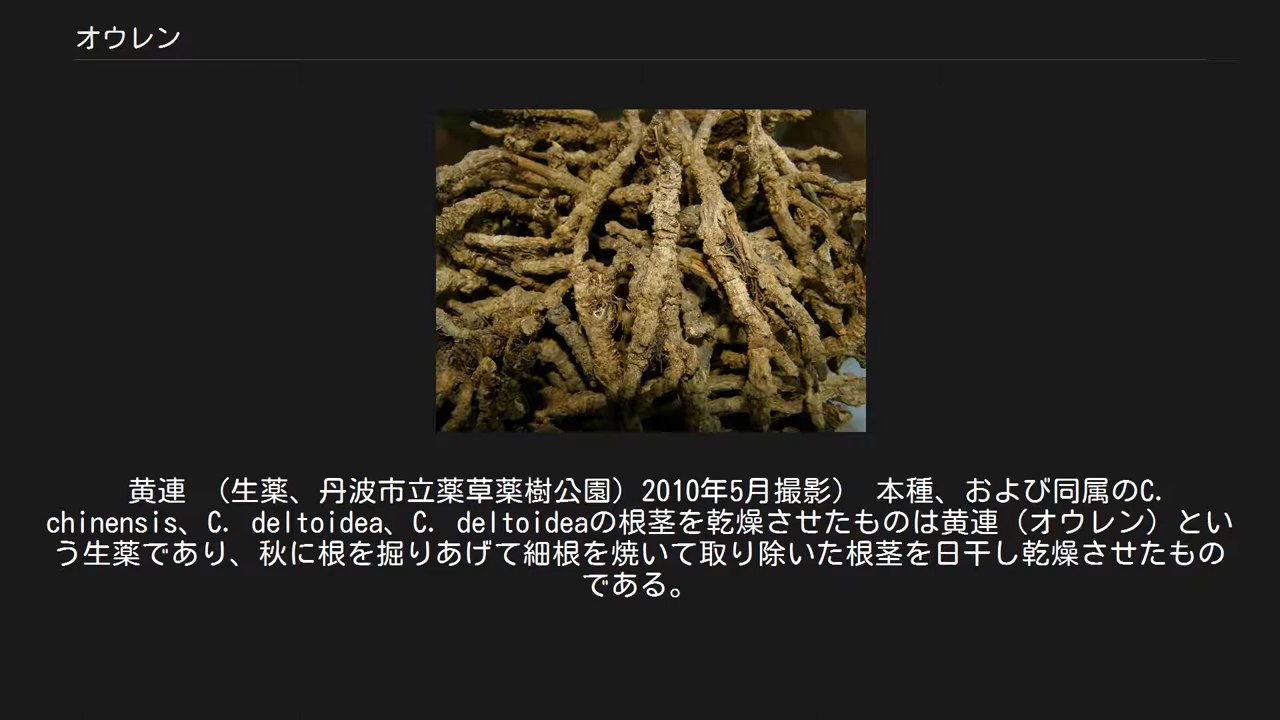 オウレン
黄連　（生薬、丹波市立薬草薬樹公園）2010年5月撮影）　本種、および同属のC.
chinensis、C. deltoidea、C. deltoideaの根茎を乾燥させたものは黄連（オウレン）とい
う生薬であり、秋に根を掘りあげて細根を焼いて取り除いた根茎を日干し乾燥させたもの
である。